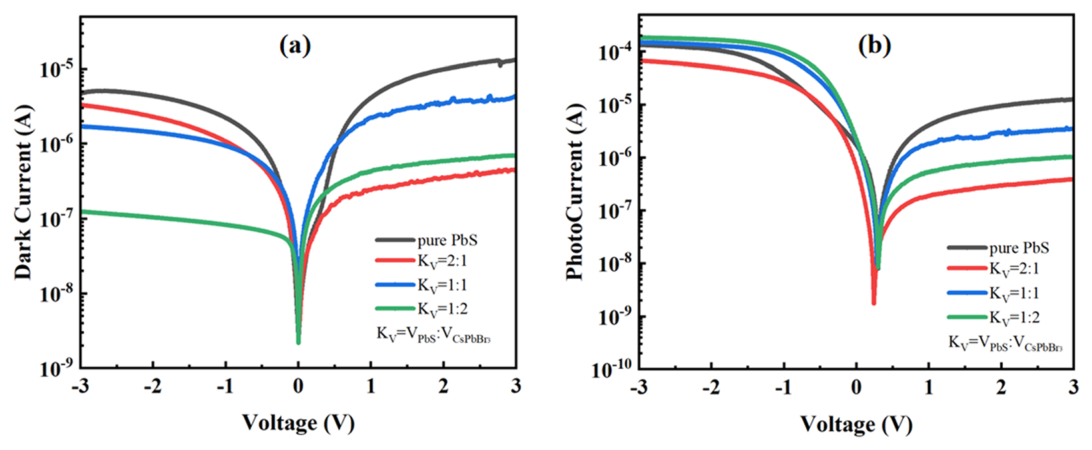 (a)
Dark Current (A)
10⁻⁵
10⁻⁶
10⁻⁷
10⁻⁸
10⁻⁹
pure PbS
K_V=2:1
K_V=1:1
K_V=1:2
K_V=V_PbS:V_CsPbBr₃
-3 -2 -1 0 1 2 3
Voltage (V)
(b)
PhotoCurrent (A)
10⁻⁴
10⁻⁵
10⁻⁶
10⁻⁷
10⁻⁸
10⁻⁹
10⁻¹⁰
pure PbS
K_V=2:1
K_V=1:1
K_V=1:2
K_V=V_PbS:V_CsPbBr₃
-3 -2 -1 0 1 2 3
Voltage (V)